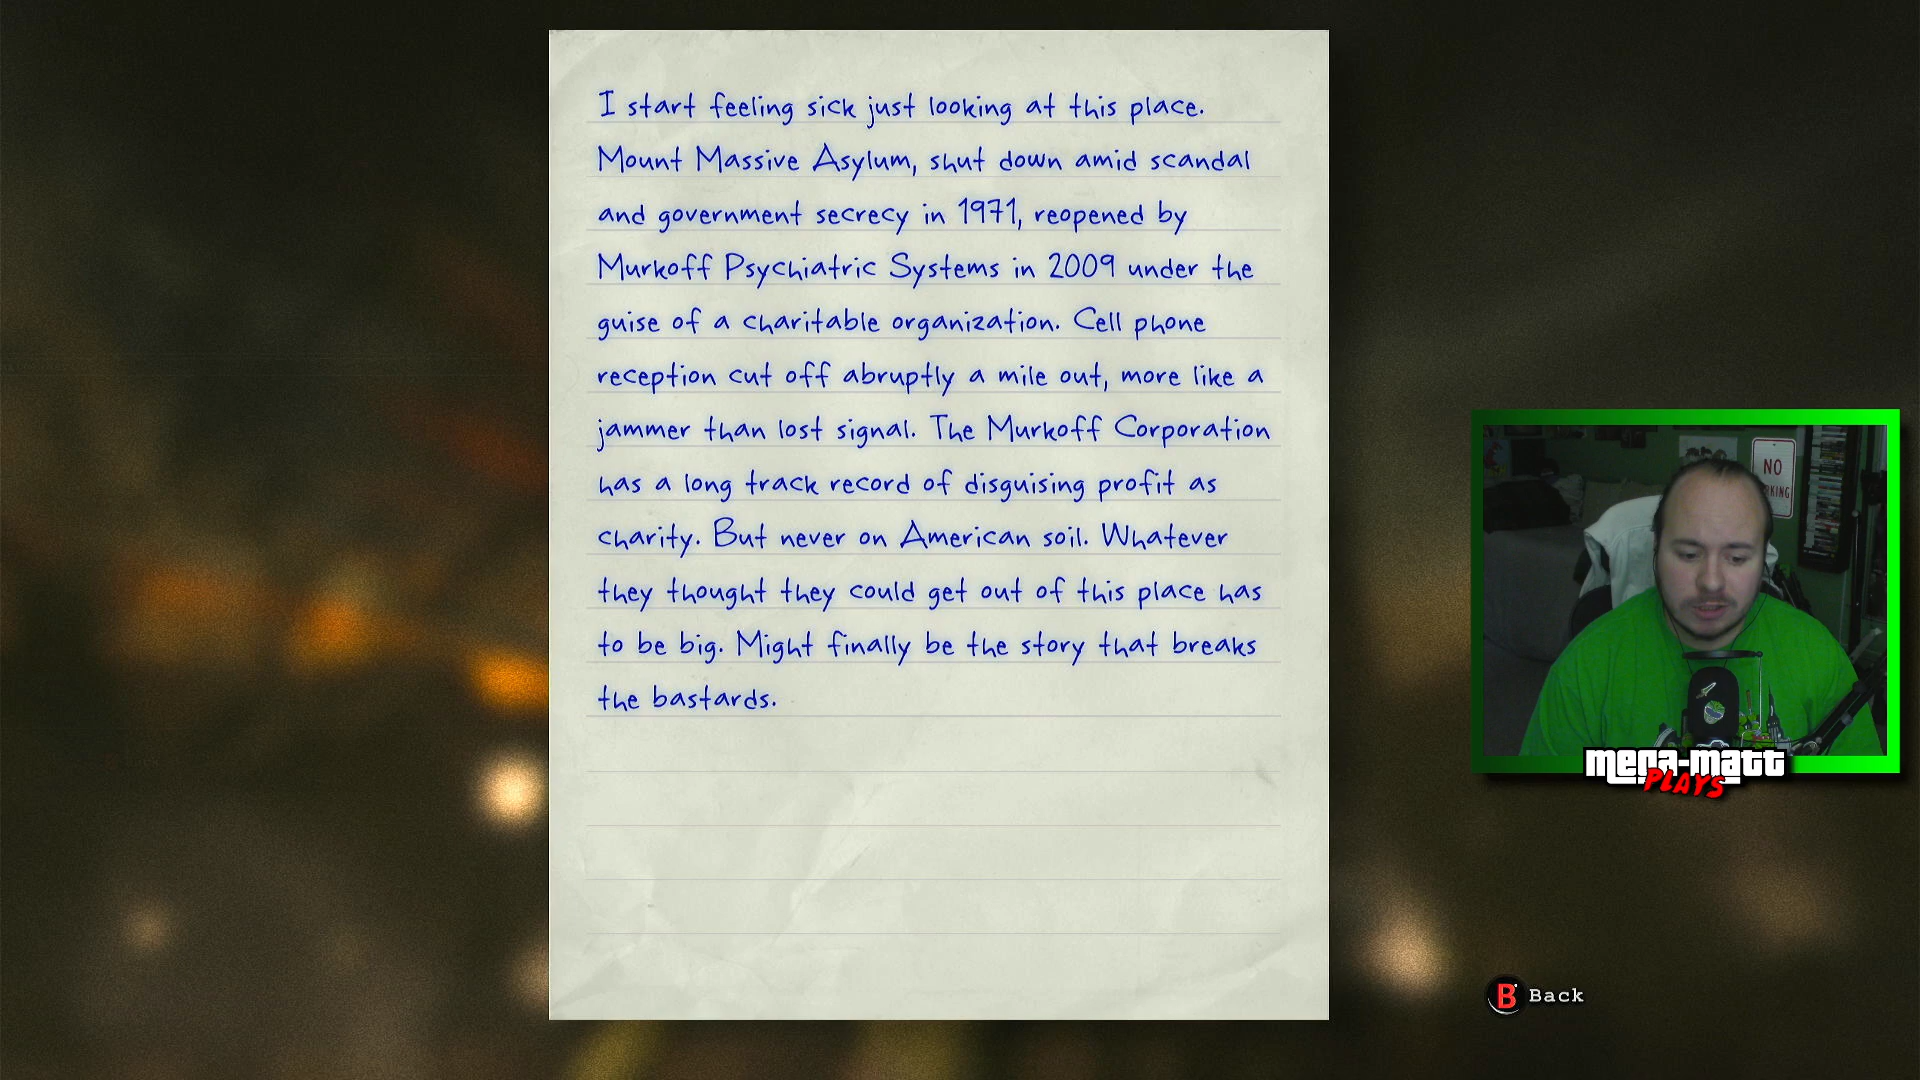 I start feeling sick just looking at this place.
Mount Massive Asylum, shut down amid scandal
and government secrecy in 1971, reopened by
Murkoff Psychiatric Systems in 2009 under the
guise of a charitable organization. Cell phone
reception cut off abruptly a mile out, more like a
jammer than lost signal. The Murkoff Corporation
has a long track record of disguising profit as
charity. But never on American soil. Whatever
they thought they could get out of this place has
to be big. Might finally be the story that breaks
the bastards.
NO
mega-matt
PLAYS
B Back